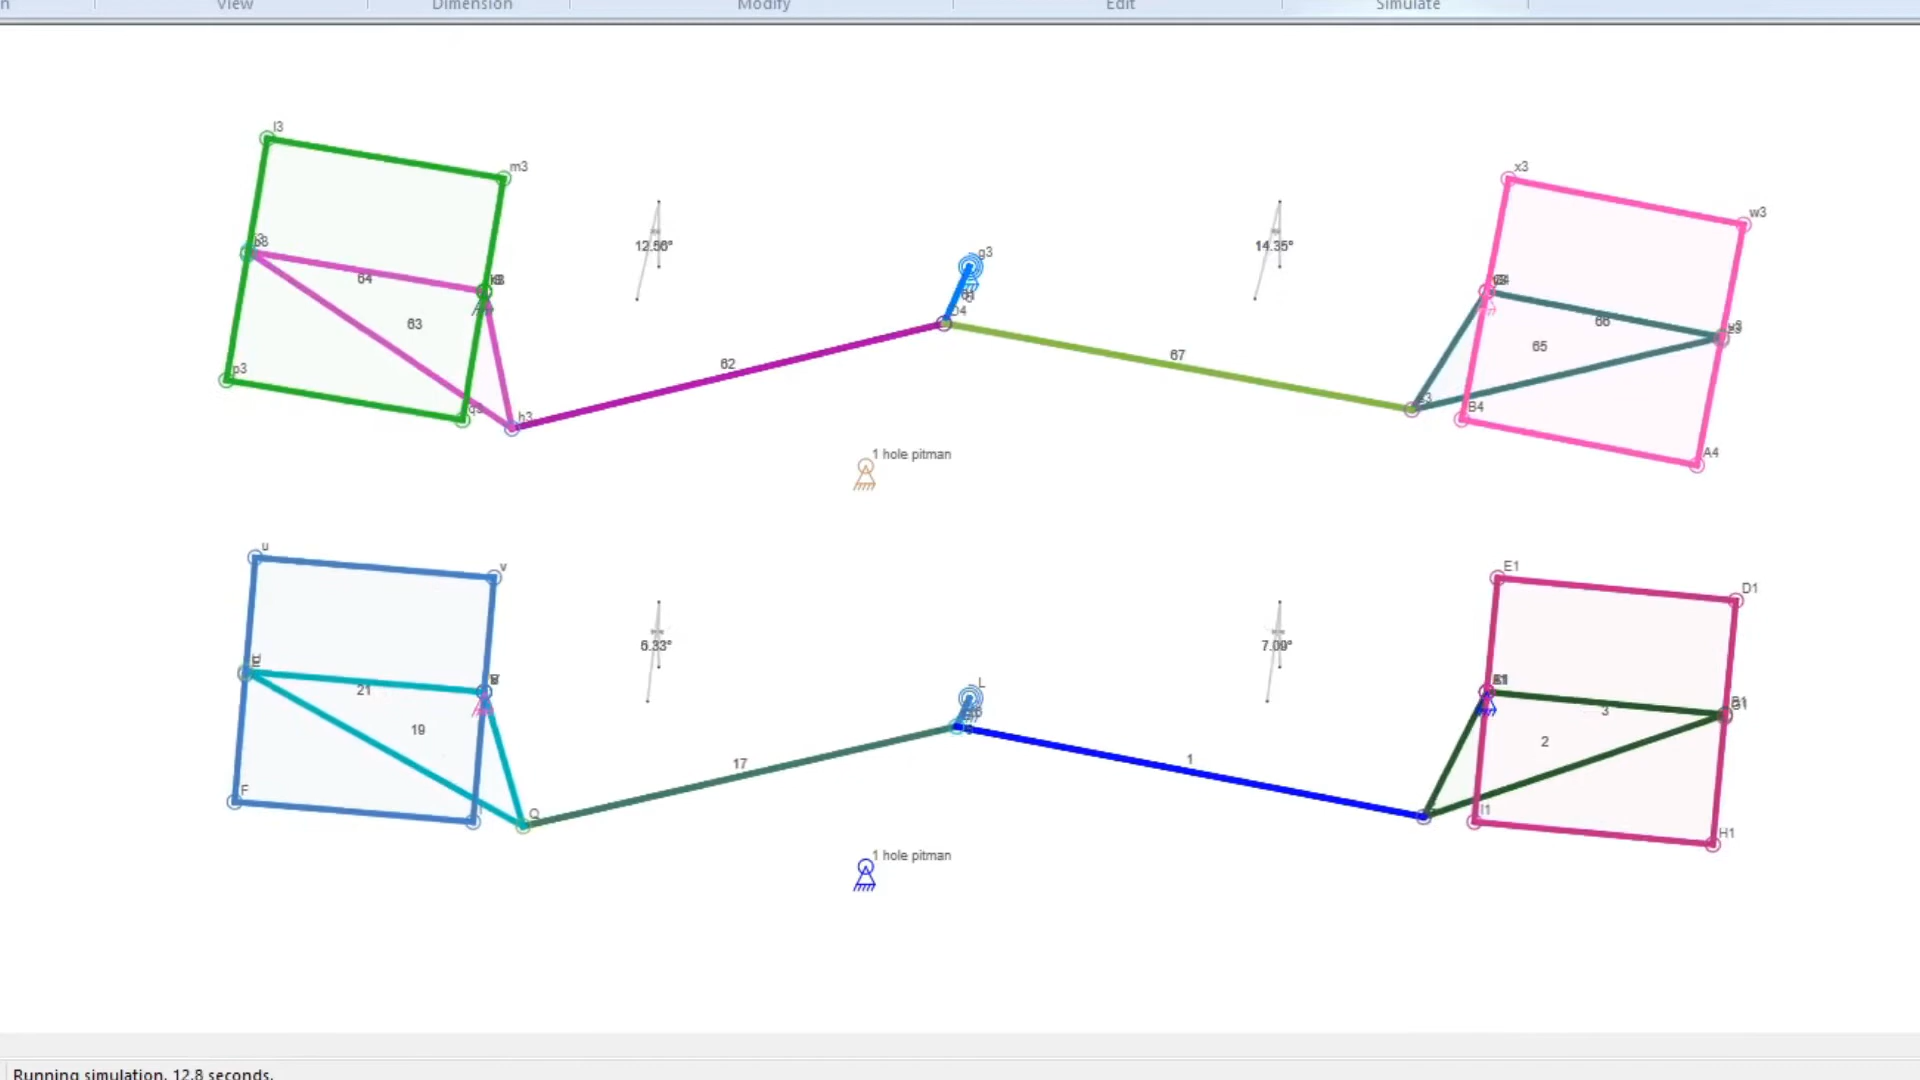 View Dimension Modify Edit Simulate
l3
m3
x3
w3
12.56°
14.35°
g3
64
66
63
D4
65
62
67
p3
h3
B4
A4
1 hole pitman
1 hole pitman
u
v
E1
D1
6.33°
7.09°
L
21
3
19
2
17
1
F
Q
I1
H1
Running simulation, 12.8 seconds.